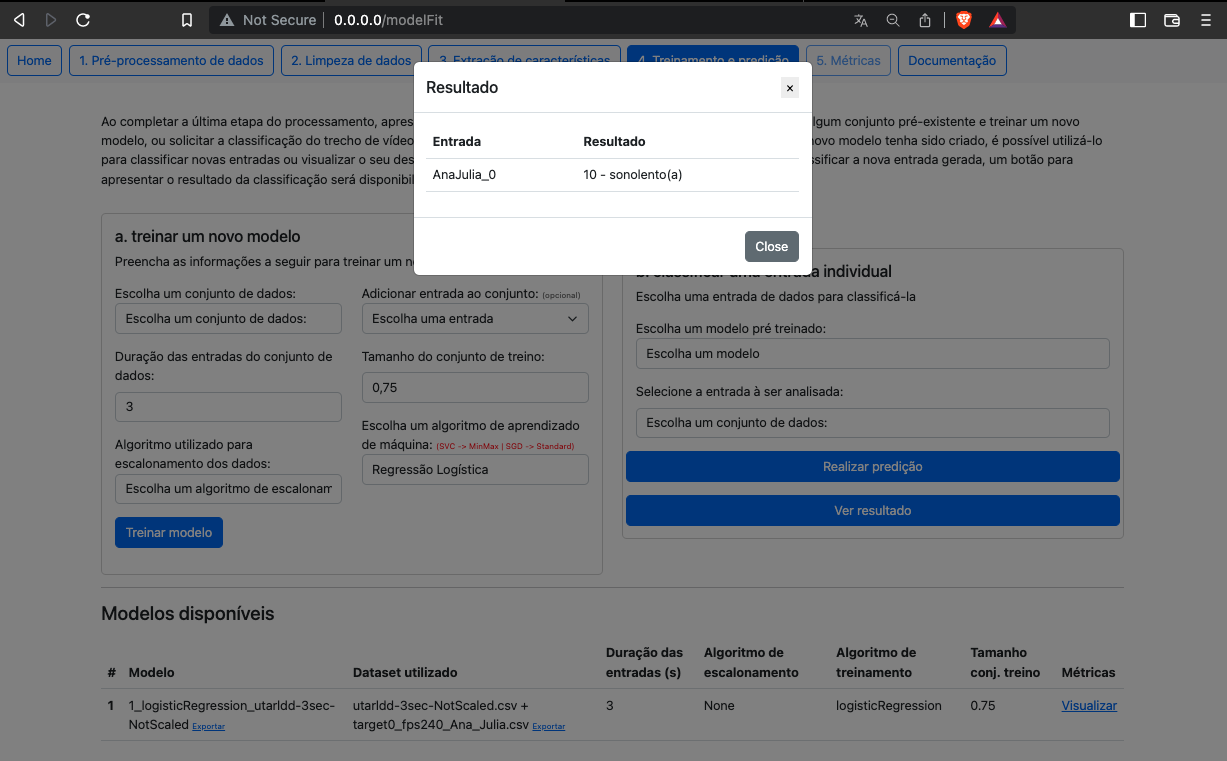 Not Secure 0.0.0.0/modelFit
Home 1. Pré-processamento de dados 2. Limpeza de dados 3. Extração de características 4. Treinamento e predição 5. Métricas Documentação
Resultado ×
Entrada Resultado
AnaJulia_0 10 - sonolento(a)
Close
Ao completar a última etapa do processamento, lgum conjunto pré-existente e treinar um novo
modelo, ou solicitar a classificação do trecho de vídeo novo modelo tenha sido criado, é possível utilizá-lo
para classificar novas entradas ou visualizar o seu des sificar a nova entrada gerada, um botão para
apresentar o resultado da classificação será disponibil
a. treinar um novo modelo
Preencha as informações a seguir para treinar um n
Escolha um conjunto de dados:
Escolha um conjunto de dados:
Adicionar entrada ao conjunto: (opcional)
Escolha uma entrada
Duração das entradas do conjunto de
dados:
3
Tamanho do conjunto de treino:
0,75
Algoritmo utilizado para
escalonamento dos dados:
Escolha um algoritmo de escalonam
Escolha um algoritmo de aprendizado
de máquina: (SVC -> MinMax | SGD -> Standard)
Regressão Logística
Treinar modelo
b. classificar uma entrada individual
Escolha uma entrada de dados para classificá-la
Escolha um modelo pré treinado:
Escolha um modelo
Selecione a entrada à ser analisada:
Escolha um conjunto de dados:
Realizar predição
Ver resultado
Modelos disponíveis
# Modelo Dataset utilizado Duração das entradas (s) Algoritmo de escalonamento Algoritmo de treinamento Tamanho conj. treino Métricas
1 1_logisticRegression_utarldd-3sec- utarldd-3sec-NotScaled.csv + 3 None logisticRegression 0.75 Visualizar
NotScaled Exportar target0_fps240_Ana_Julia.csv Exportar